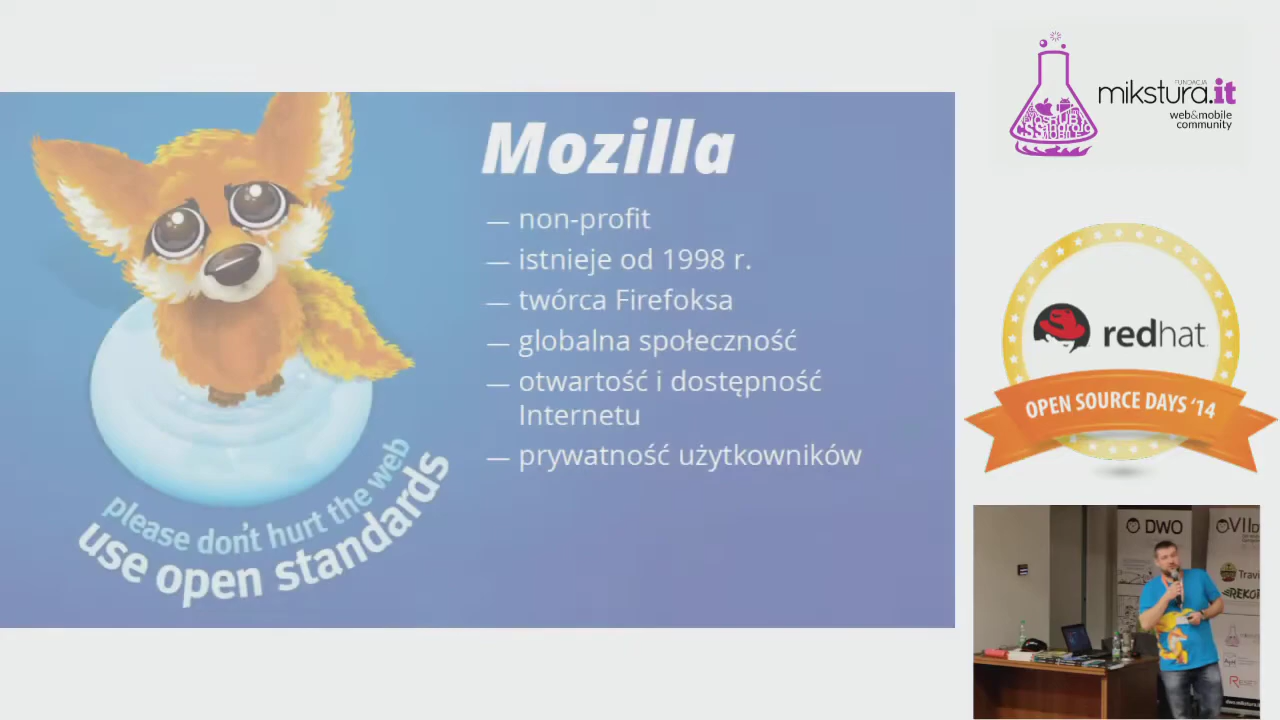 Mozilla
— non-profit
— istnieje od 1998 r.
— twórca Firefoksa
— globalna społeczność
— otwartość i dostępność
Internetu
— prywatność użytkowników
please don't hurt the web
use open standards
FUNDACJA
mikstura.it
web&mobile
community
redhat
OPEN SOURCE DAYS '14
DWO